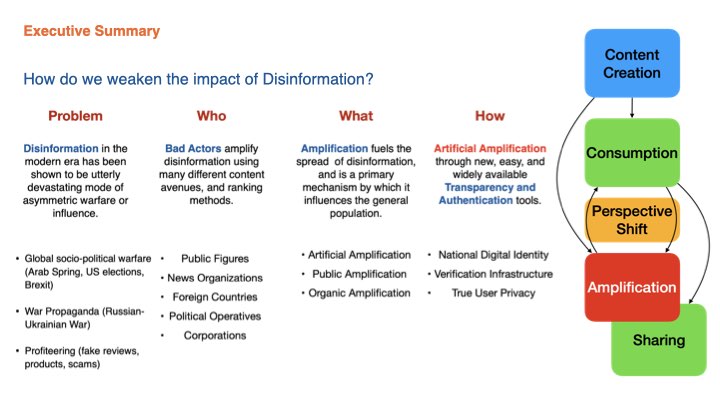 Executive Summary
How do we weaken the impact of Disinformation?
Problem
Disinformation in the
modern era has been
shown to be utterly
devastating mode of
asymmetric warfare or
influence.
• Global socio-political warfare
(Arab Spring, US elections,
Brexit)
• War Propaganda (Russian-
Ukrainian War)
• Profiteering (fake reviews,
products, scams)
Who
Bad Actors amplify
disinformation using
many different content
avenues, and ranking
methods.
• Public Figures
• News Organizations
• Foreign Countries
• Political Operatives
• Corporations
What
Amplification fuels the
spread of disinformation,
and is a primary
mechanism by which it
influences the general
population.
• Artificial Amplification
• Public Amplification
• Organic Amplification
How
Artificial Amplification
through new, easy, and
widely available
Transparency and
Authentication tools.
• National Digital Identity
• Verification Infrastructure
• True User Privacy
Content
Creation
Consumption
Perspective
Shift
Amplification
Sharing